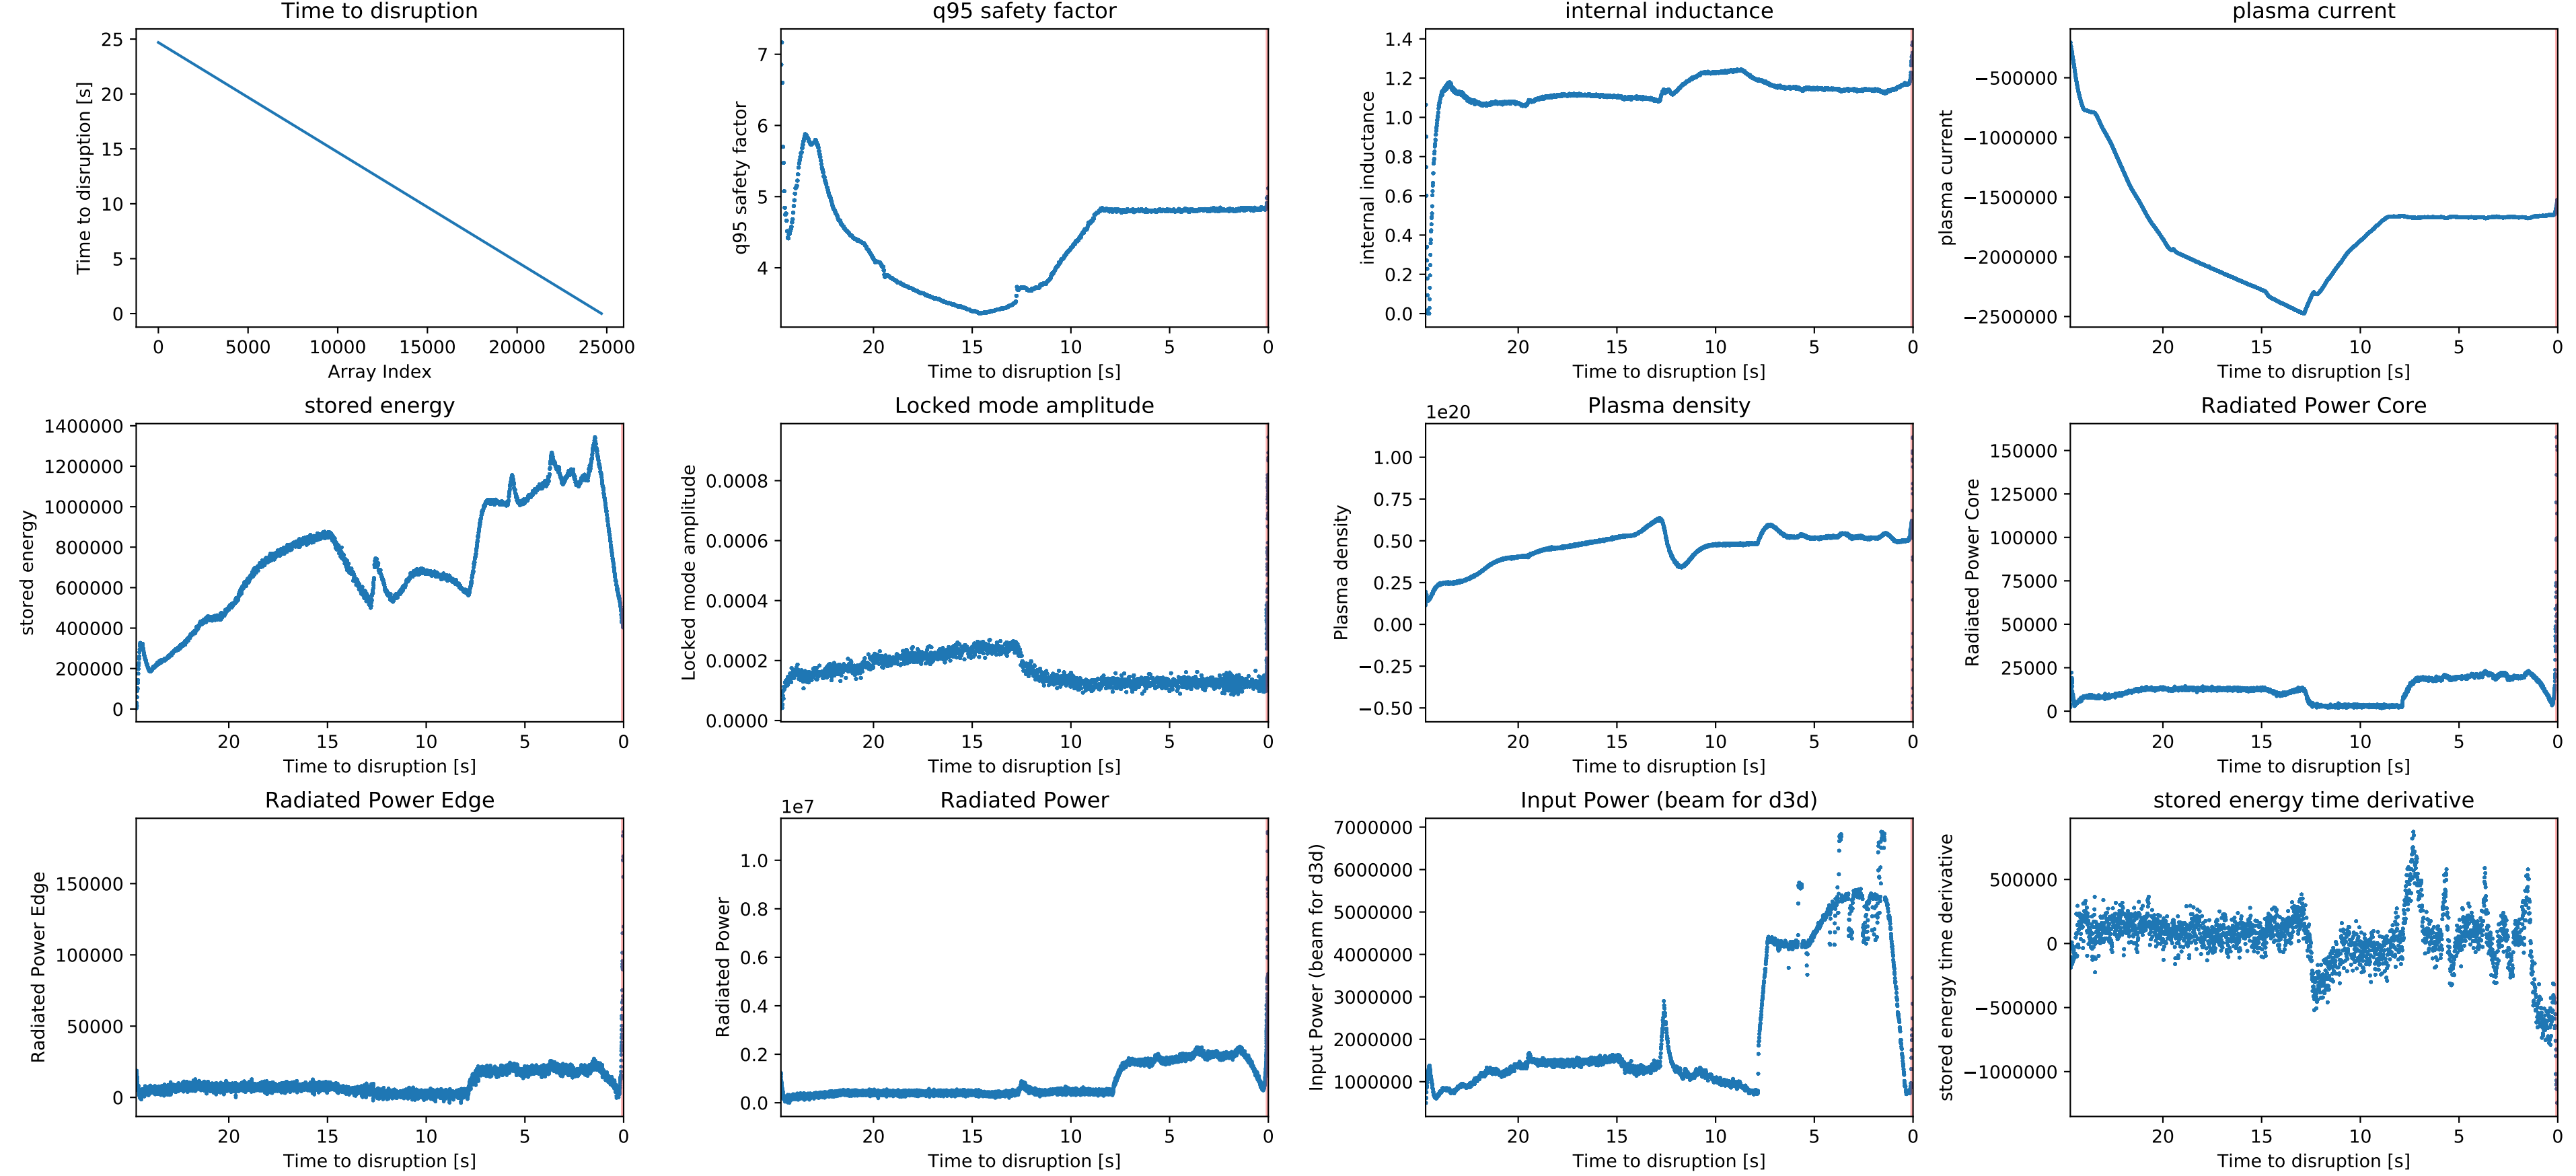 Time to disruption
25
20
15
10
5
0
Time to disruption [s]
0 5000 10000 15000 20000 25000
Array Index
q95 safety factor
7
6
5
4
q95 safety factor
20 15 10 5 0
Time to disruption [s]
internal inductance
1.4
1.2
1.0
0.8
0.6
0.4
0.2
0.0
internal inductance
20 15 10 5 0
Time to disruption [s]
plasma current
−500000
−1000000
−1500000
−2000000
−2500000
plasma current
20 15 10 5 0
Time to disruption [s]
stored energy
1400000
1200000
1000000
800000
600000
400000
200000
0
stored energy
20 15 10 5 0
Time to disruption [s]
Locked mode amplitude
0.0008
0.0006
0.0004
0.0002
0.0000
Locked mode amplitude
20 15 10 5 0
Time to disruption [s]
1e20
Plasma density
1.00
0.75
0.50
0.25
0.00
−0.25
−0.50
Plasma density
20 15 10 5 0
Time to disruption [s]
Radiated Power Core
150000
125000
100000
75000
50000
25000
0
Radiated Power Core
20 15 10 5 0
Time to disruption [s]
Radiated Power Edge
150000
100000
50000
0
Radiated Power Edge
20 15 10 5 0
Time to disruption [s]
1e7
Radiated Power
1.0
0.8
0.6
0.4
0.2
0.0
Radiated Power
20 15 10 5 0
Time to disruption [s]
Input Power (beam for d3d)
7000000
6000000
5000000
4000000
3000000
2000000
1000000
Input Power (beam for d3d)
20 15 10 5 0
Time to disruption [s]
stored energy time derivative
500000
0
−500000
−1000000
stored energy time derivative
20 15 10 5 0
Time to disruption [s]